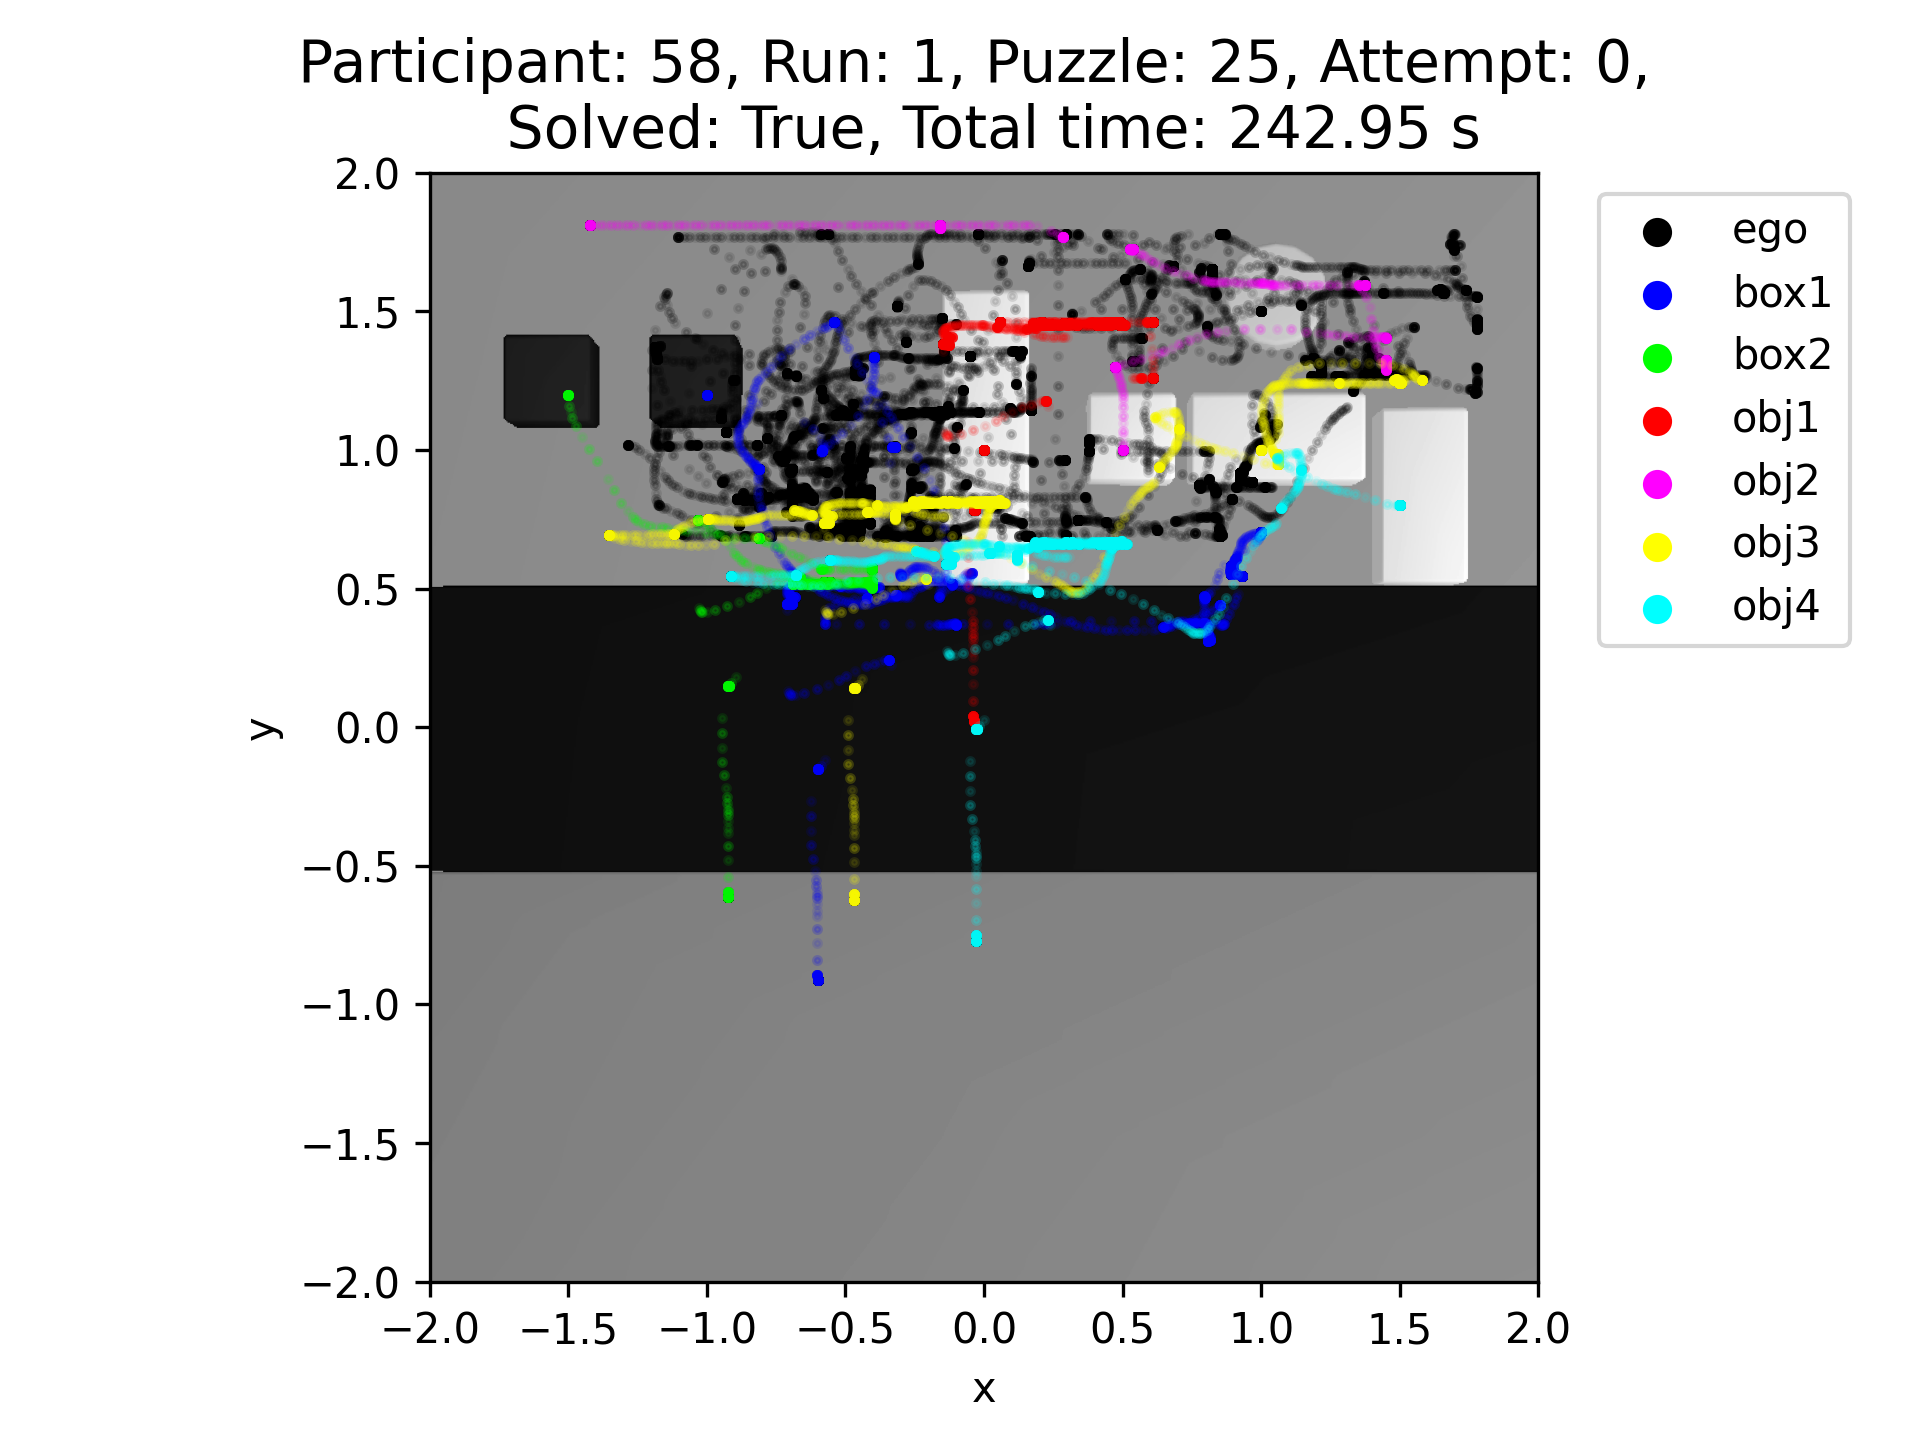 Participant: 58, Run: 1, Puzzle: 25, Attempt: 0,
Solved: True, Total time: 242.95 s
2.0
1.5
1.0
0.5
0.0
−0.5
−1.0
−1.5
−2.0
y
−2.0 −1.5 −1.0 −0.5 0.0 0.5 1.0 1.5 2.0
x
ego
box1
box2
obj1
obj2
obj3
obj4